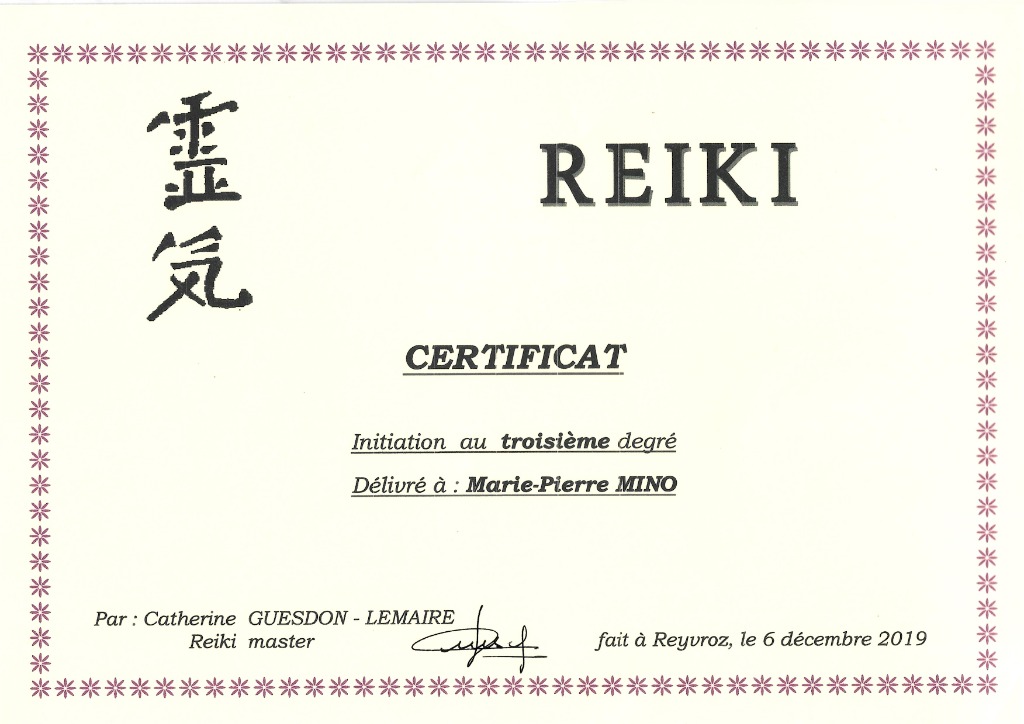 霊気
REIKI
CERTIFICAT
Initiation au troisième degré
Délivré à : Marie-Pierre MINO
Par : Catherine GUESDON - LEMAIRE
Reiki master
fait à Reyvroz, le 6 décembre 2019